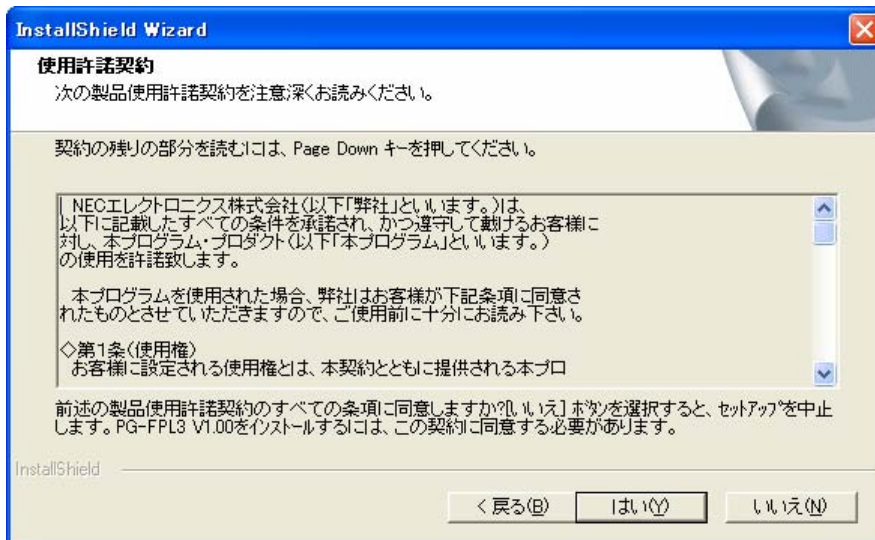 InstallShield Wizard
使用許諾契約
次の製品使用許諾契約を注意深くお読みください。
契約の残りの部分を読むには、Page Down キーを押してください。
NECエレクトロニクス株式会社(以下「弊社」といいます。)は、
以下に記載したすべての条件を承諾され、かつ遵守して戴けるお客様に
対し、本プログラム・プロダクト(以下「本プログラム」といいます。)
の使用を許諾致します。
本プログラムを使用された場合、弊社はお客様が下記条項に同意さ
れたものとさせていただきますので、ご使用前に十分にお読み下さい。
◇第1条(使用権)
お客様に設定される使用権とは、本契約とともに提供される本プロ
前述の製品使用許諾契約のすべての条項に同意しますか?[いいえ] ボタンを選択すると、セットアップを中止
します。PG-FPL3 V1.00をインストールするには、この契約に同意する必要があります。
InstallShield
< 戻る(B)
はい(Y)
いいえ(N)